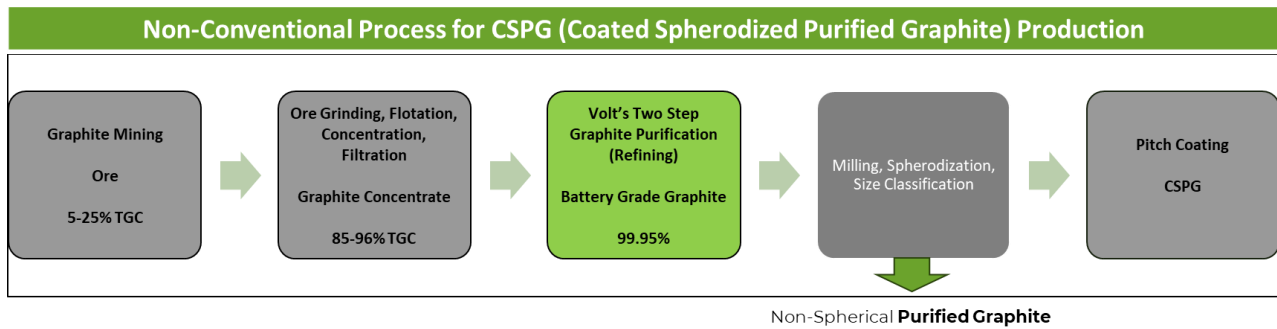 Non-Conventional Process for CSPG (Coated Spherodized Purified Graphite) Production
Graphite Mining
Ore
5-25% TGC
Ore Grinding, Flotation,
Concentration,
Filtration
Graphite Concentrate
85-96% TGC
Volt's Two Step
Graphite Purification
(Refining)
Battery Grade Graphite
99.95%
Milling, Spherodization,
Size Classification
Pitch Coating
CSPG
Non-Spherical Purified Graphite